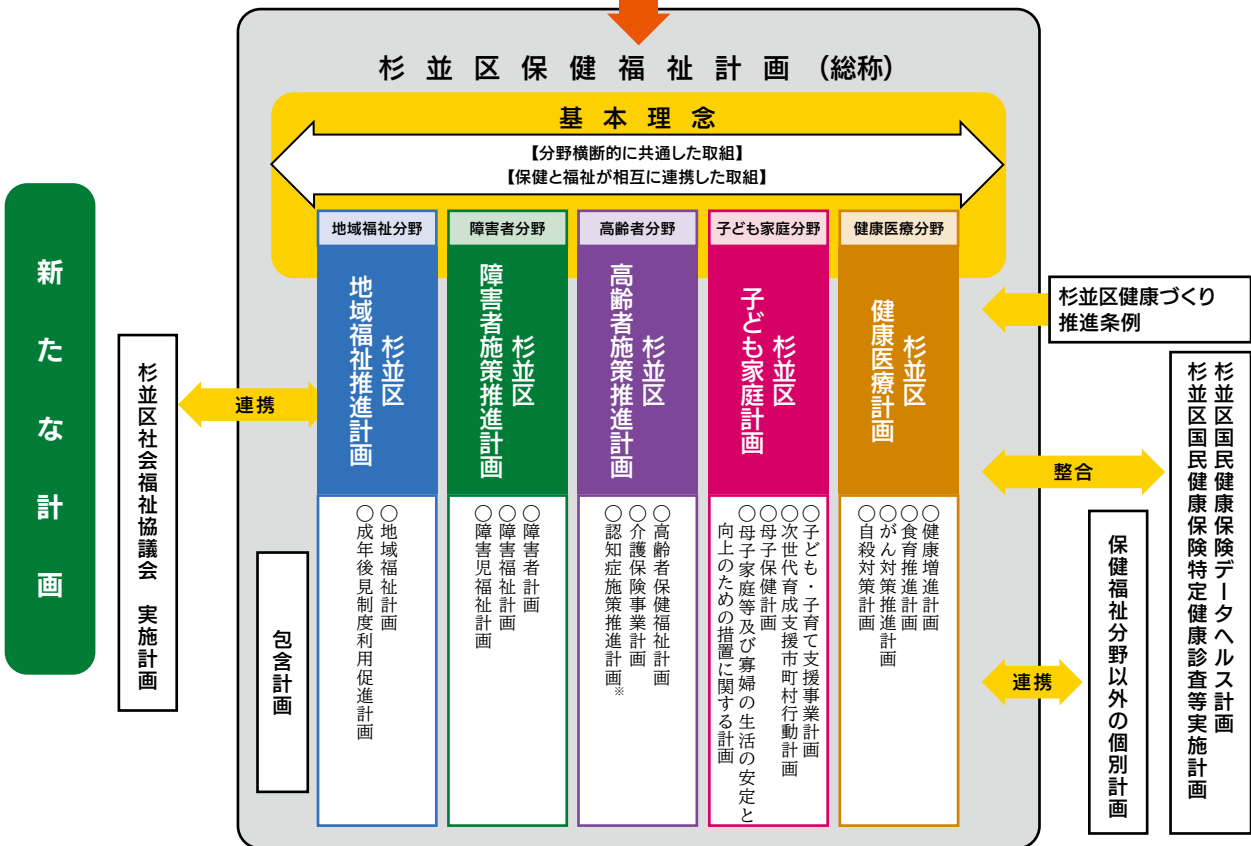 杉並区保健福祉計画（総称）
基本理念
【分野横断的に共通した取組】
【保健と福祉が相互に連携した取組】
新たな計画
杉並区社会福祉協議会　実施計画
連携
包含計画
地域福祉分野
杉並区
地域福祉推進計画
○地域福祉計画
○成年後見制度利用促進計画
障害者分野
杉並区
障害者施策推進計画
○障害者計画
○障害福祉計画
○障害児福祉計画
高齢者分野
杉並区
高齢者施策推進計画
○高齢者保健福祉計画
○介護保険事業計画
○認知症施策推進計画※
子ども家庭分野
杉並区
子ども家庭計画
○子ども・子育て支援事業計画
○次世代育成支援市町村行動計画
○母子保健計画
○母子家庭等及び寡婦の生活の安定と
向上のための措置に関する計画
健康医療分野
杉並区
健康医療計画
○健康増進計画
○食育推進計画
○がん対策推進計画
○自殺対策計画
杉並区健康づくり
推進条例
整合
杉並区国民健康保険データヘルス計画
杉並区国民健康保険特定健康診査等実施計画
連携
保健福祉分野以外の個別計画